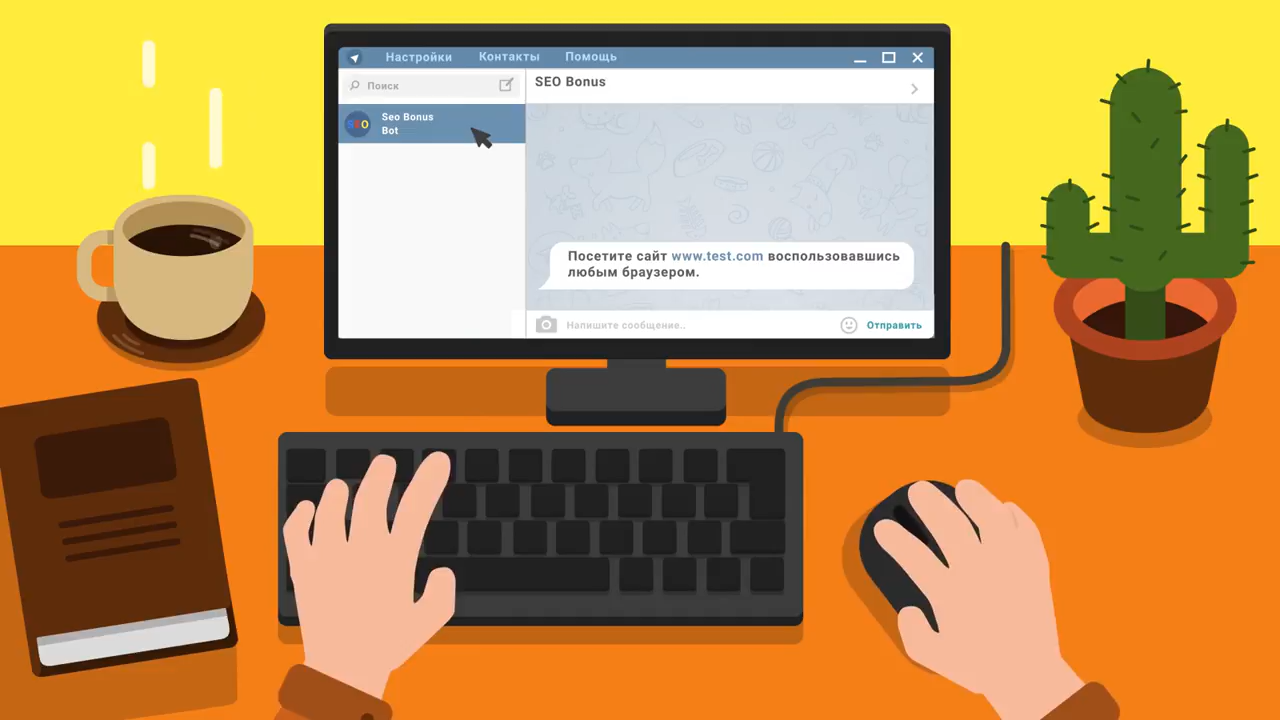 Настройки Контакты Помощь
Поиск
SEO Bonus
SEO
Seo Bonus
Bot
Посетите сайт www.test.com воспользовавшись
любым браузером.
Напишите сообщение..
Отправить